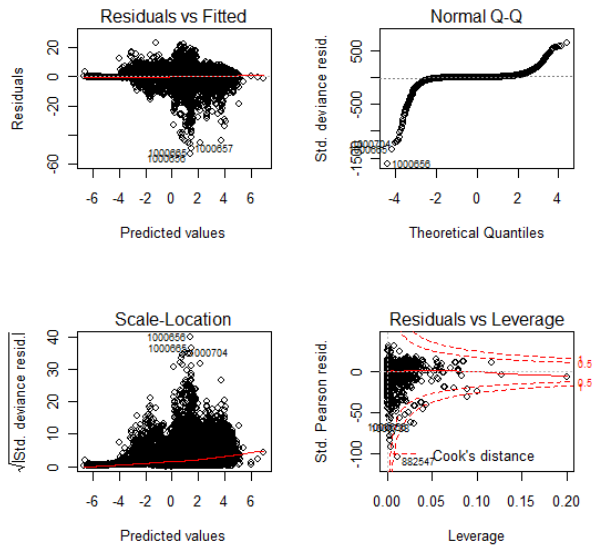 Residuals vs Fitted
Residuals
20
0
-20
-60
1000657
1000665
1000656
-6 -4 -2 0 2 4 6
Predicted values
Normal Q-Q
Std. deviance resid.
500
-500
-1500
1000704
1000665
1000656
-4 -2 0 2 4
Theoretical Quantiles
Scale-Location
√|Std. deviance resid.|
40
30
20
10
0
1000656
1000665
1000704
-6 -4 -2 0 2 4 6
Predicted values
Residuals vs Leverage
Std. Pearson resid.
0
-50
-100
1
0.5
0.5
1
Cook's distance
882547
0.00 0.05 0.10 0.15 0.20
Leverage